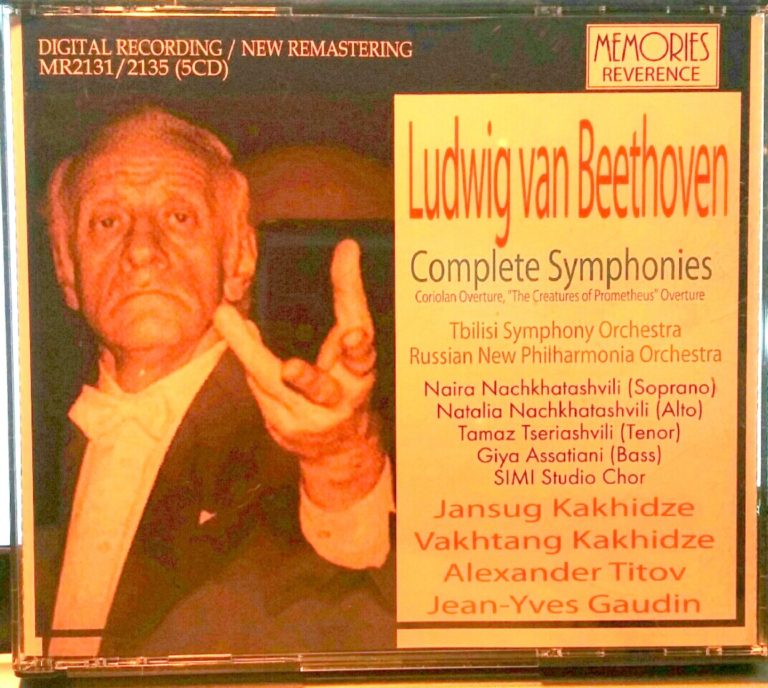 DIGITAL RECORDING / NEW REMASTERING
MR2131/2135 (5CD)
MEMORIES
REVERENCE
Ludwig van Beethoven
Complete Symphonies
Coriolan Overture, "The Creatures of Prometheus" Overture
Tbilisi Symphony Orchestra
Russian New Philharmonia Orchestra
Naira Nachkhatashvili (Soprano)
Natalia Nachkhatashvili (Alto)
Tamaz Tseriashvili (Tenor)
Giya Assatiani (Bass)
SIMI Studio Chor
Jansug Kakhidze
Vakhtang Kakhidze
Alexander Titov
Jean-Yves Gaudin